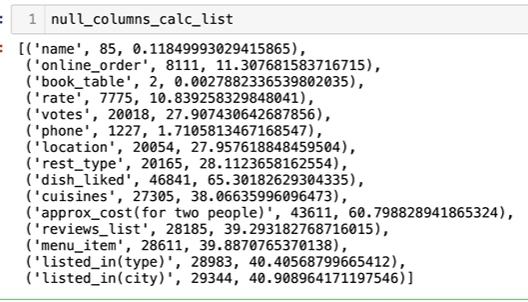 1 null_columns_calc_list
[('name', 85, 0.11849993029415865),
('online_order', 8111, 11.307681583716715),
('book_table', 2, 0.0027882336539802035),
('rate', 7775, 10.839258329848041),
('votes', 20018, 27.907430642687856),
('phone', 1227, 1.7105813467168547),
('location', 20054, 27.957618848459504),
('rest_type', 20165, 28.1123658162554),
('dish_liked', 46841, 65.30182629304335),
('cuisines', 27305, 38.06635996096473),
('approx_cost(for two people)', 43611, 60.798828941865324),
('reviews_list', 28185, 39.293182768716015),
('menu_item', 28611, 39.8870765370138),
('listed_in(type)', 28983, 40.40568799665412),
('listed_in(city)', 29344, 40.908964171197546)]